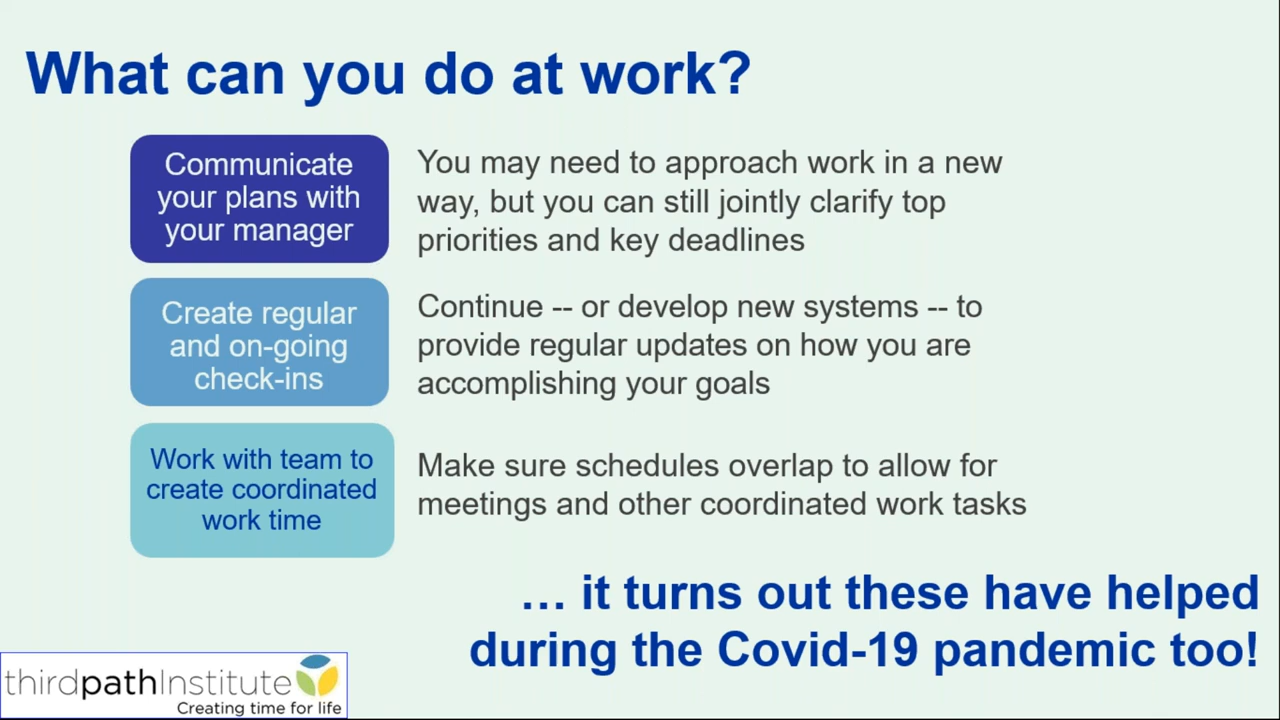 What can you do at work?
Communicate
your plans with
your manager
You may need to approach work in a new
way, but you can still jointly clarify top
priorities and key deadlines
Create regular
and on-going
check-ins
Continue -- or develop new systems -- to
provide regular updates on how you are
accomplishing your goals
Work with team to
create coordinated
work time
Make sure schedules overlap to allow for
meetings and other coordinated work tasks
… it turns out these have helped
during the Covid-19 pandemic too!
thirdpathInstitute
Creating time for life